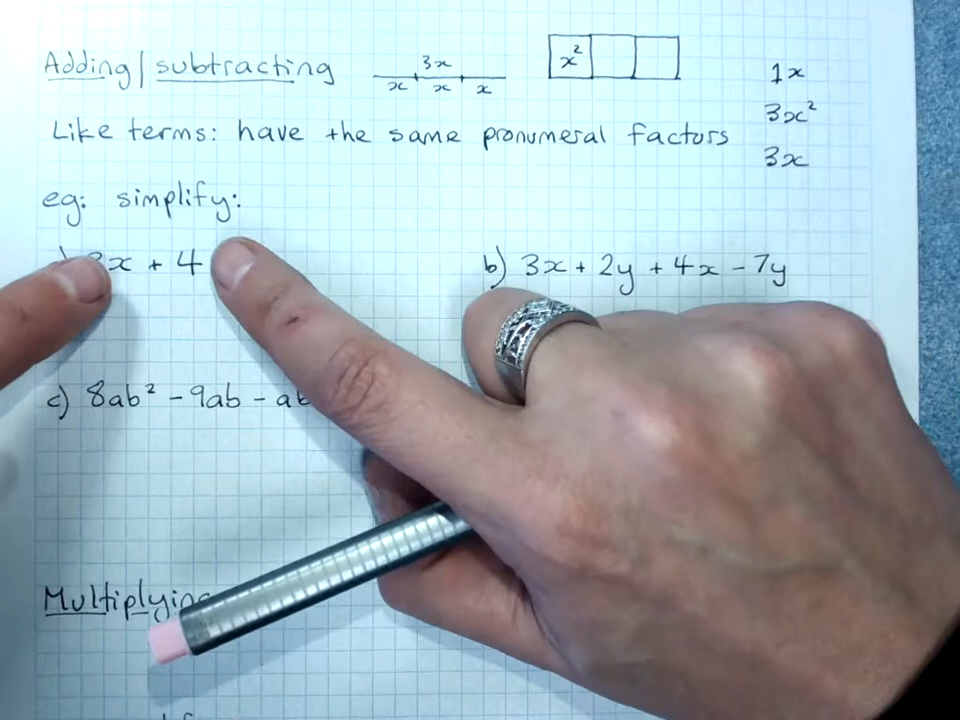 Adding/subtracting 3x x² 1x
x x x
3x²
Like terms: have the same pronumeral factors
3x
eg: simplify:
x + 4 b) 3x + 2y + 4x - 7y
c) 8ab² - 9ab - a
Multiplying